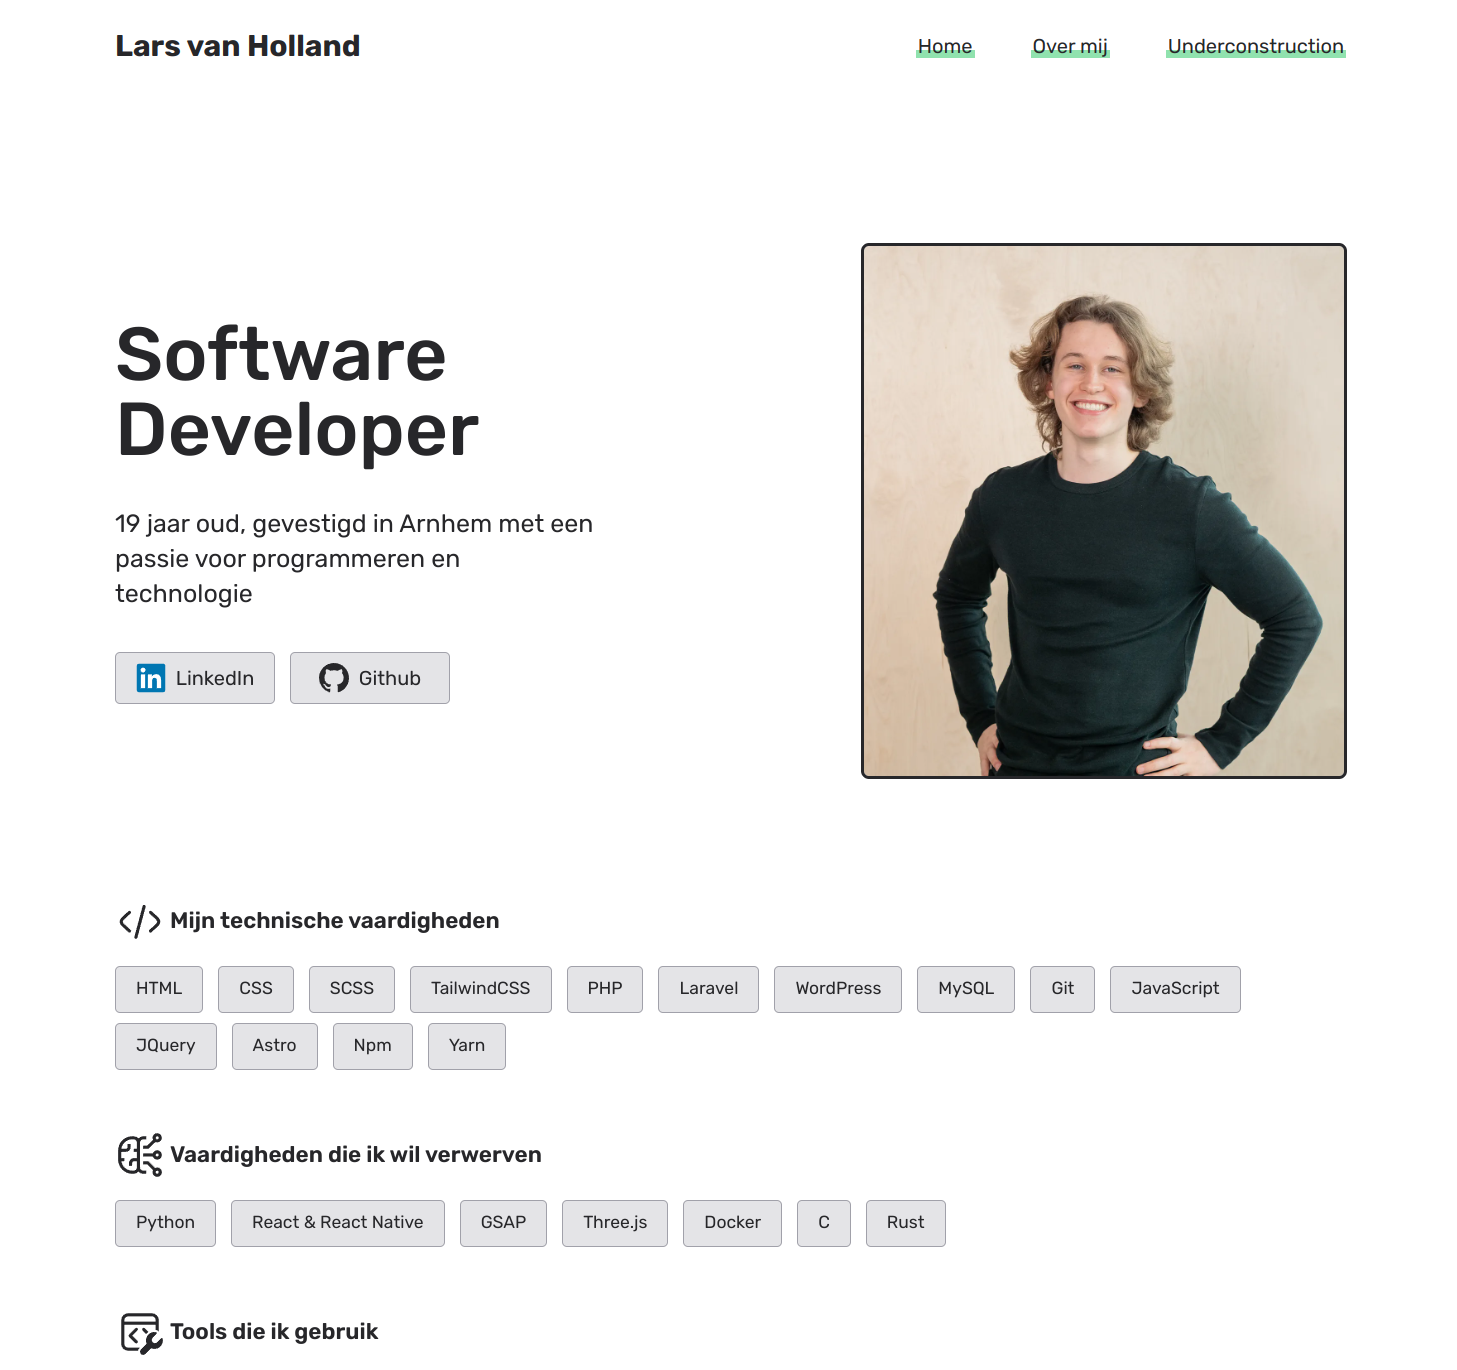 Lars van Holland
Home Over mij Underconstruction
Software
Developer
19 jaar oud, gevestigd in Arnhem met een
passie voor programmeren en
technologie
LinkedIn Github
Mijn technische vaardigheden
HTML CSS SCSS TailwindCSS PHP Laravel WordPress MySQL Git JavaScript
JQuery Astro Npm Yarn
Vaardigheden die ik wil verwerven
Python React & React Native GSAP Three.js Docker C Rust
Tools die ik gebruik